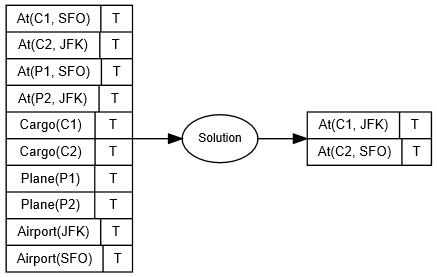 At(C1, SFO) T
At(C2, JFK) T
At(P1, SFO) T
At(P2, JFK) T
Cargo(C1) T
Cargo(C2) T
Plane(P1) T
Plane(P2) T
Airport(JFK) T
Airport(SFO) T
Solution
At(C1, JFK) T
At(C2, SFO) T